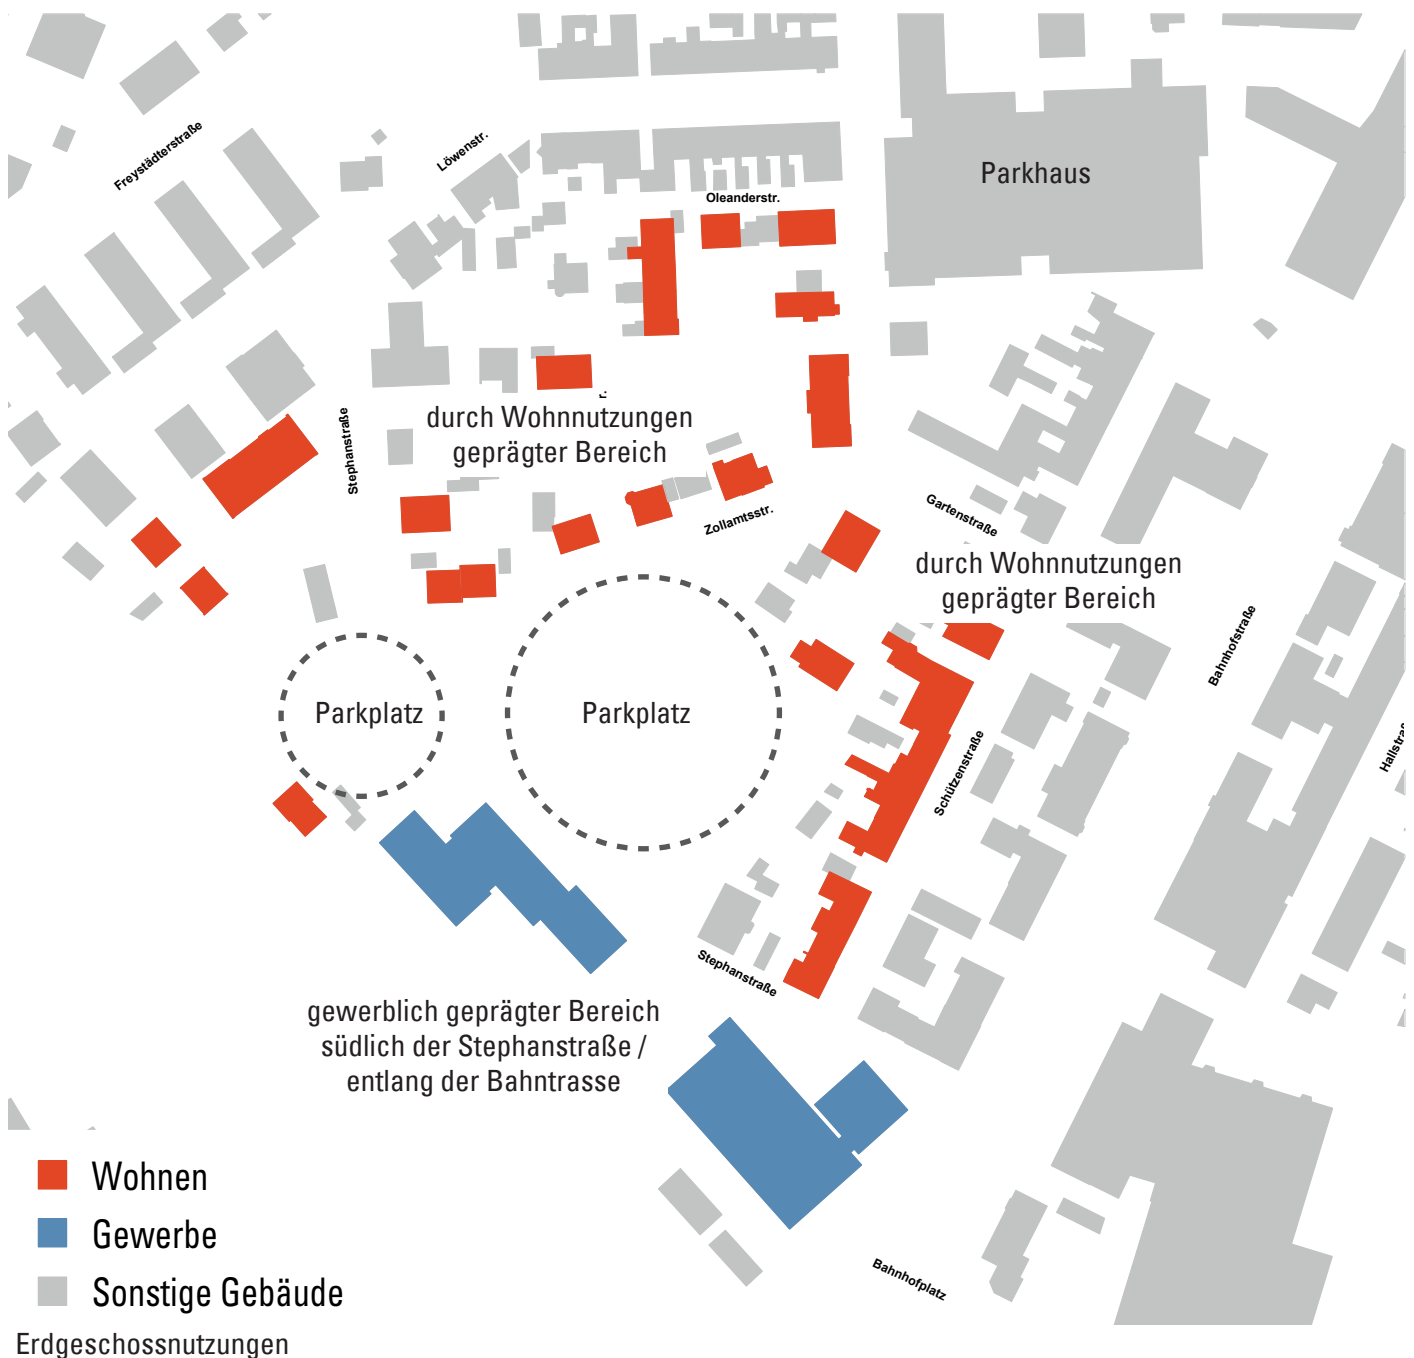 Freystädterstraße
Löwenstr.
Oleanderstr.
Parkhaus
Stephanstraße
durch Wohnnutzungen
geprägter Bereich
Zollamtsstr.
Gartenstraße
durch Wohnnutzungen
geprägter Bereich
Bahnhofstraße
Parkplatz
Parkplatz
Schützenstraße
Stephanstraße
gewerblich geprägter Bereich
südlich der Stephanstraße /
entlang der Bahntrasse
Wohnen
Gewerbe
Sonstige Gebäude
Bahnhofplatz
Erdgeschossnutzungen